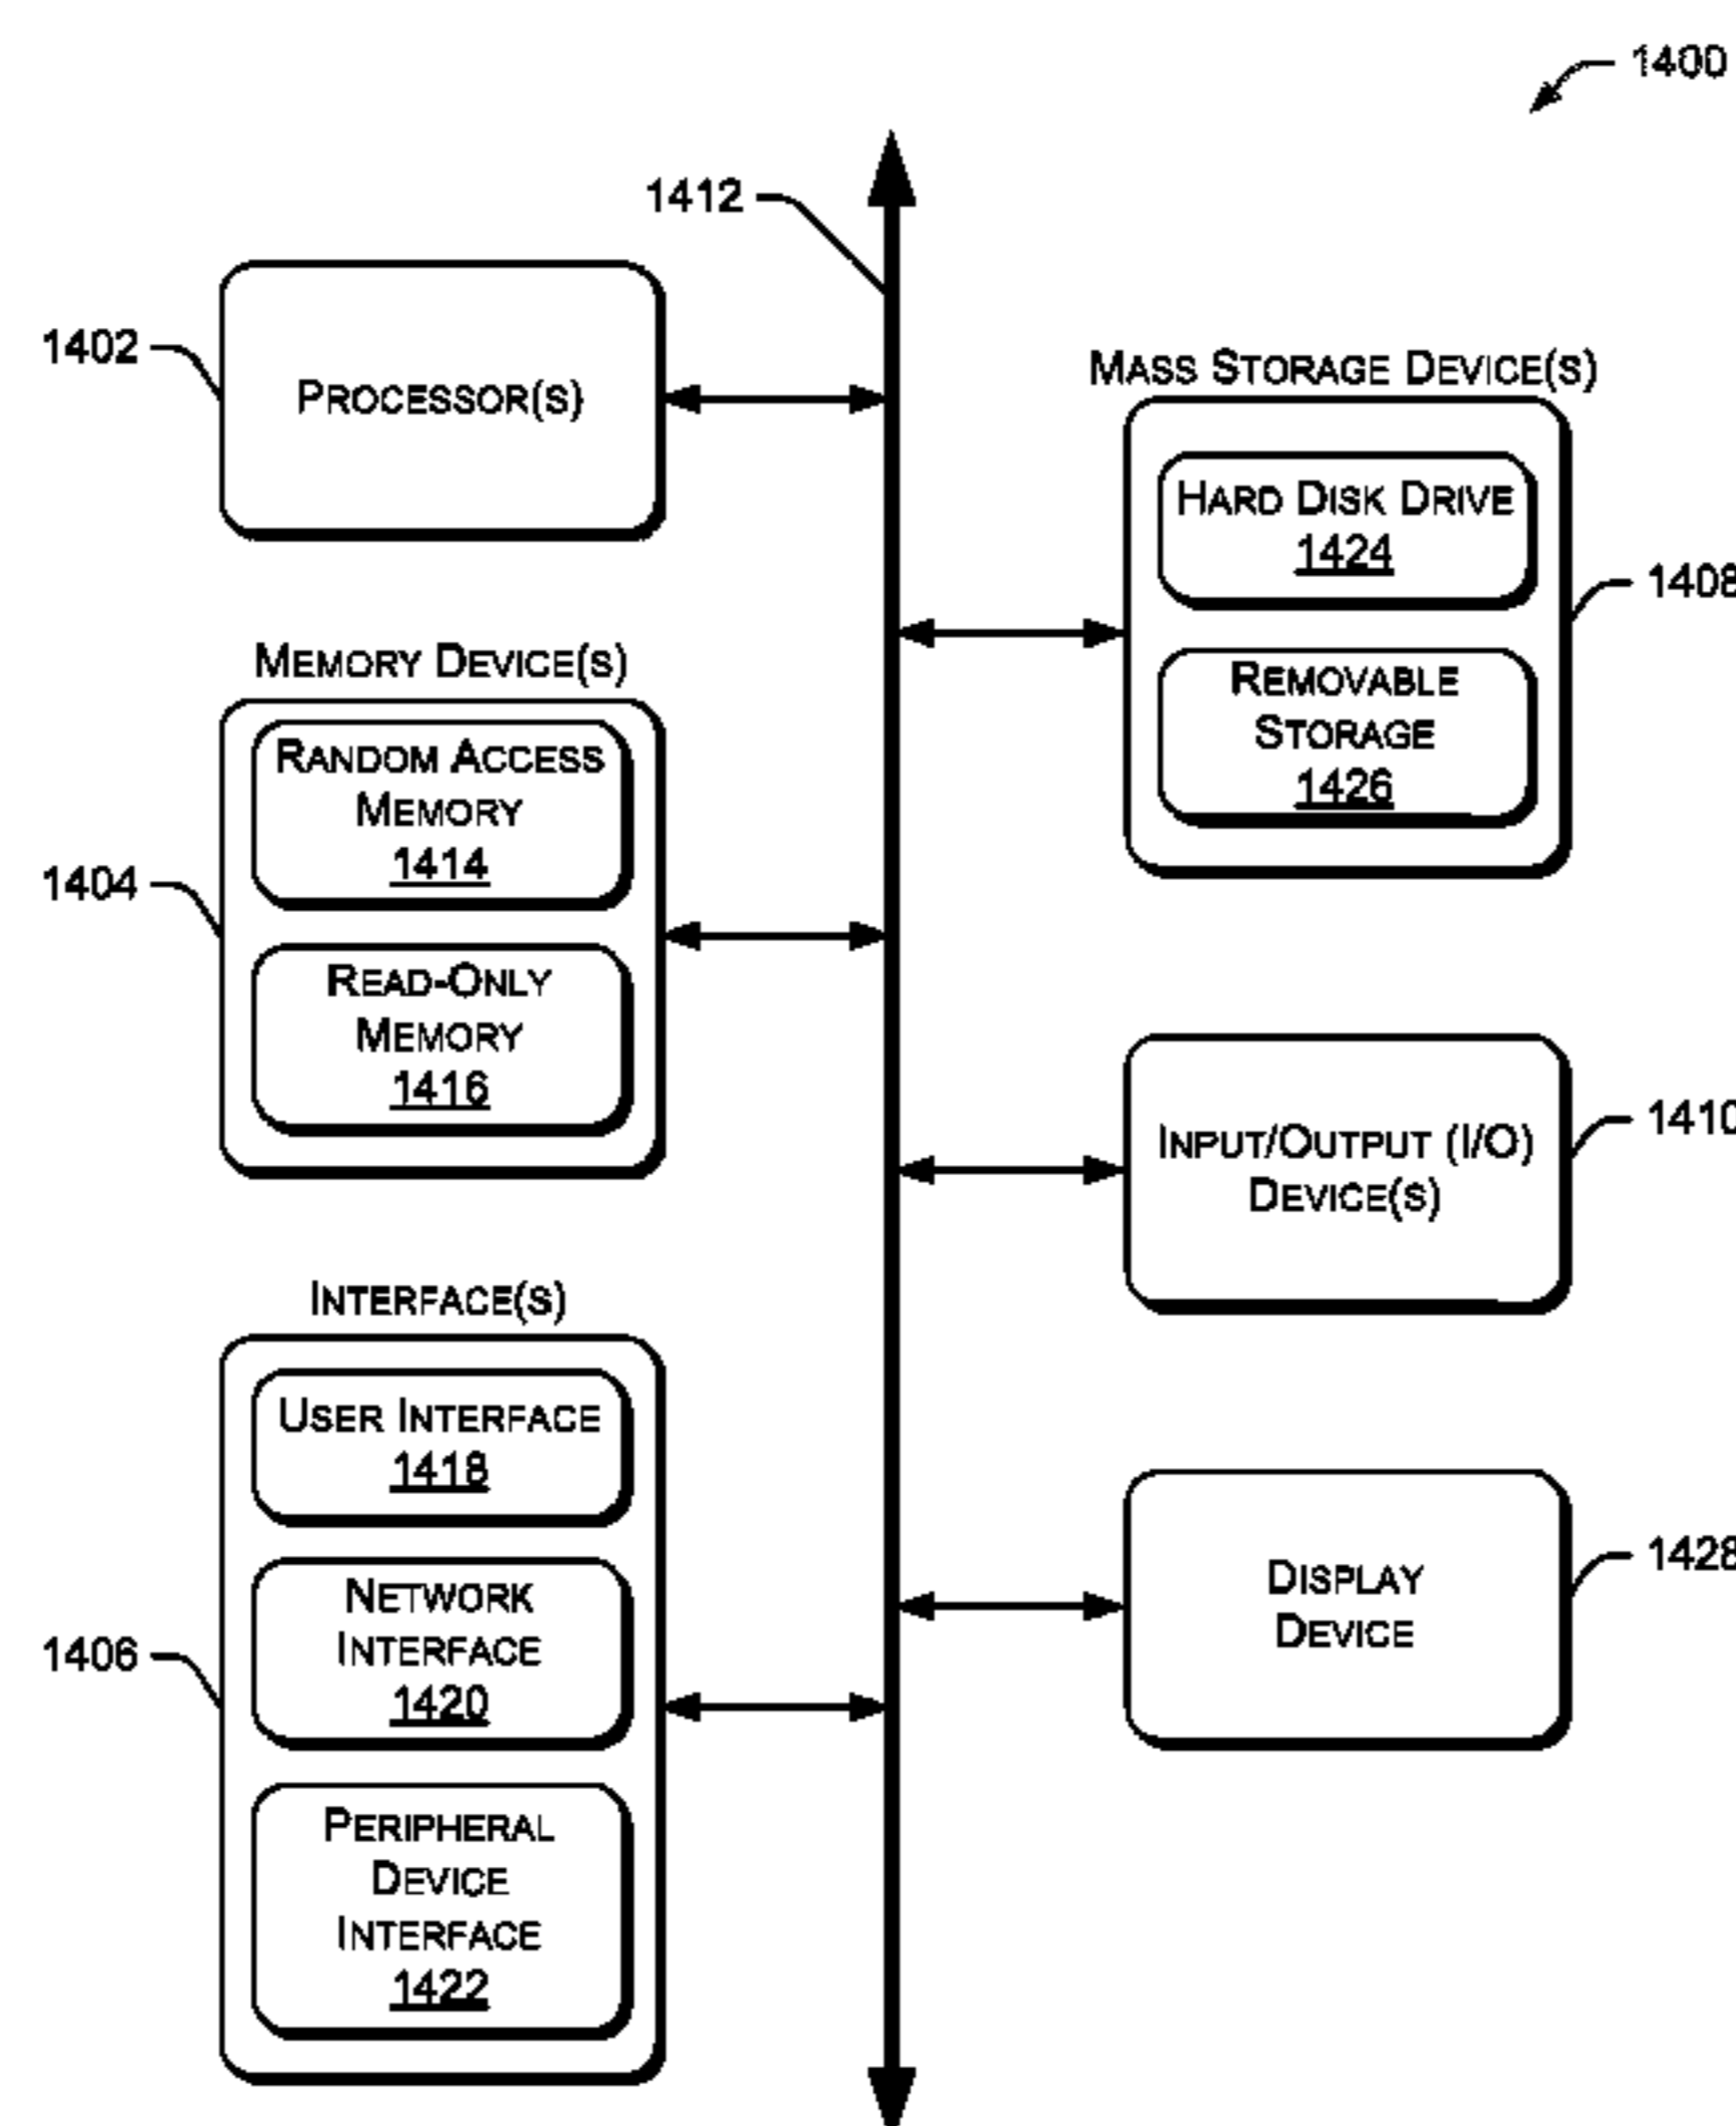 1400
1412
1402
PROCESSOR(S)
MASS STORAGE DEVICE(S)
HARD DISK DRIVE
1424
1408
REMOVABLE
STORAGE
1426
MEMORY DEVICE(S)
RANDOM ACCESS
MEMORY
1414
1404
READ-ONLY
MEMORY
1416
INPUT/OUTPUT (I/O)
DEVICE(S)
1410
INTERFACE(S)
USER INTERFACE
1418
NETWORK
INTERFACE
1420
1406
PERIPHERAL
DEVICE
INTERFACE
1422
DISPLAY
DEVICE
1428